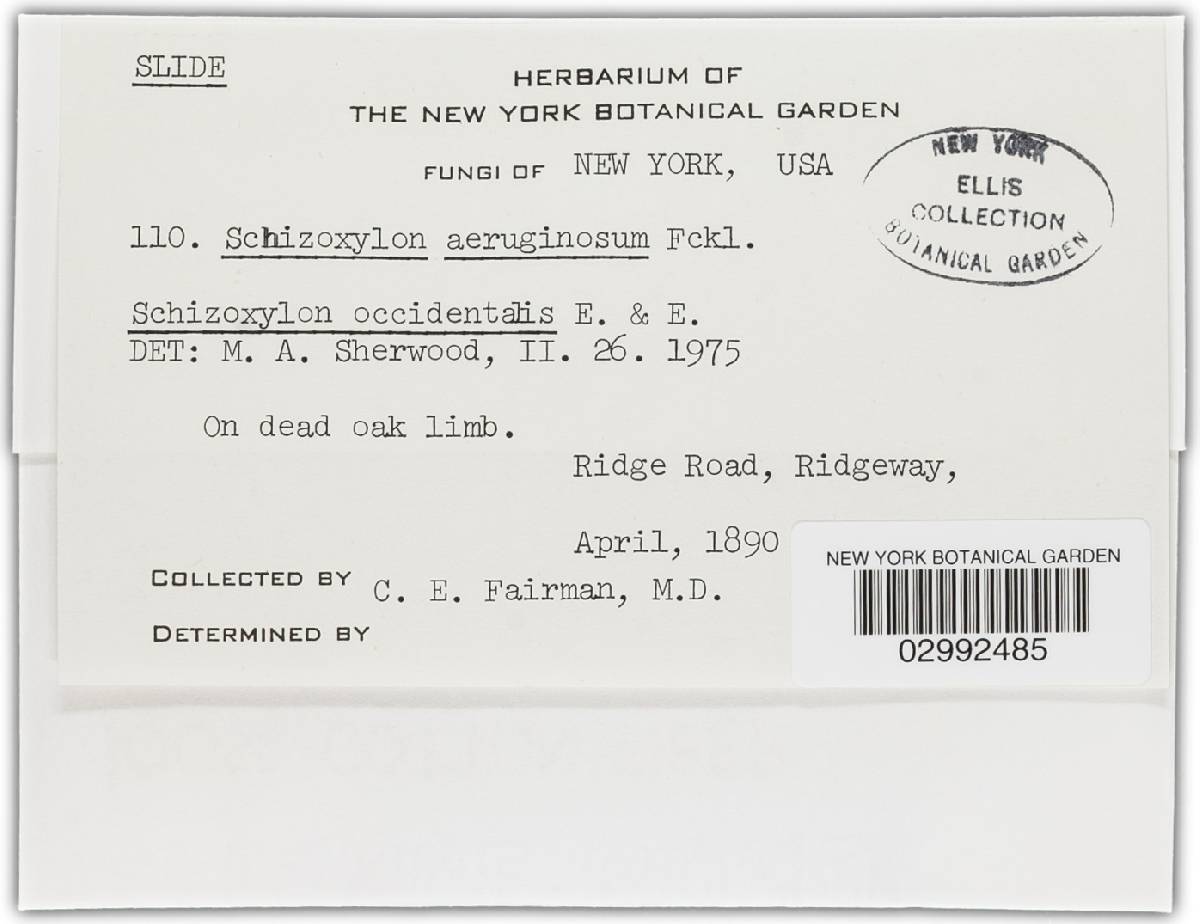 SLIDE
HERBARIUM OF
THE NEW YORK BOTANICAL GARDEN
FUNGI OF NEW YORK, USA
NEW YORK
ELLIS
COLLECTION
BOTANICAL GARDEN
110. Schizoxylon aeruginosum Fckl.
Schizoxylon occidentalis E. & E.
DET: M. A. Sherwood, II. 26. 1975
On dead oak limb.
Ridge Road, Ridgeway,
April, 1890
COLLECTED BY C. E. Fairman, M.D.
DETERMINED BY
NEW YORK BOTANICAL GARDEN
02992485